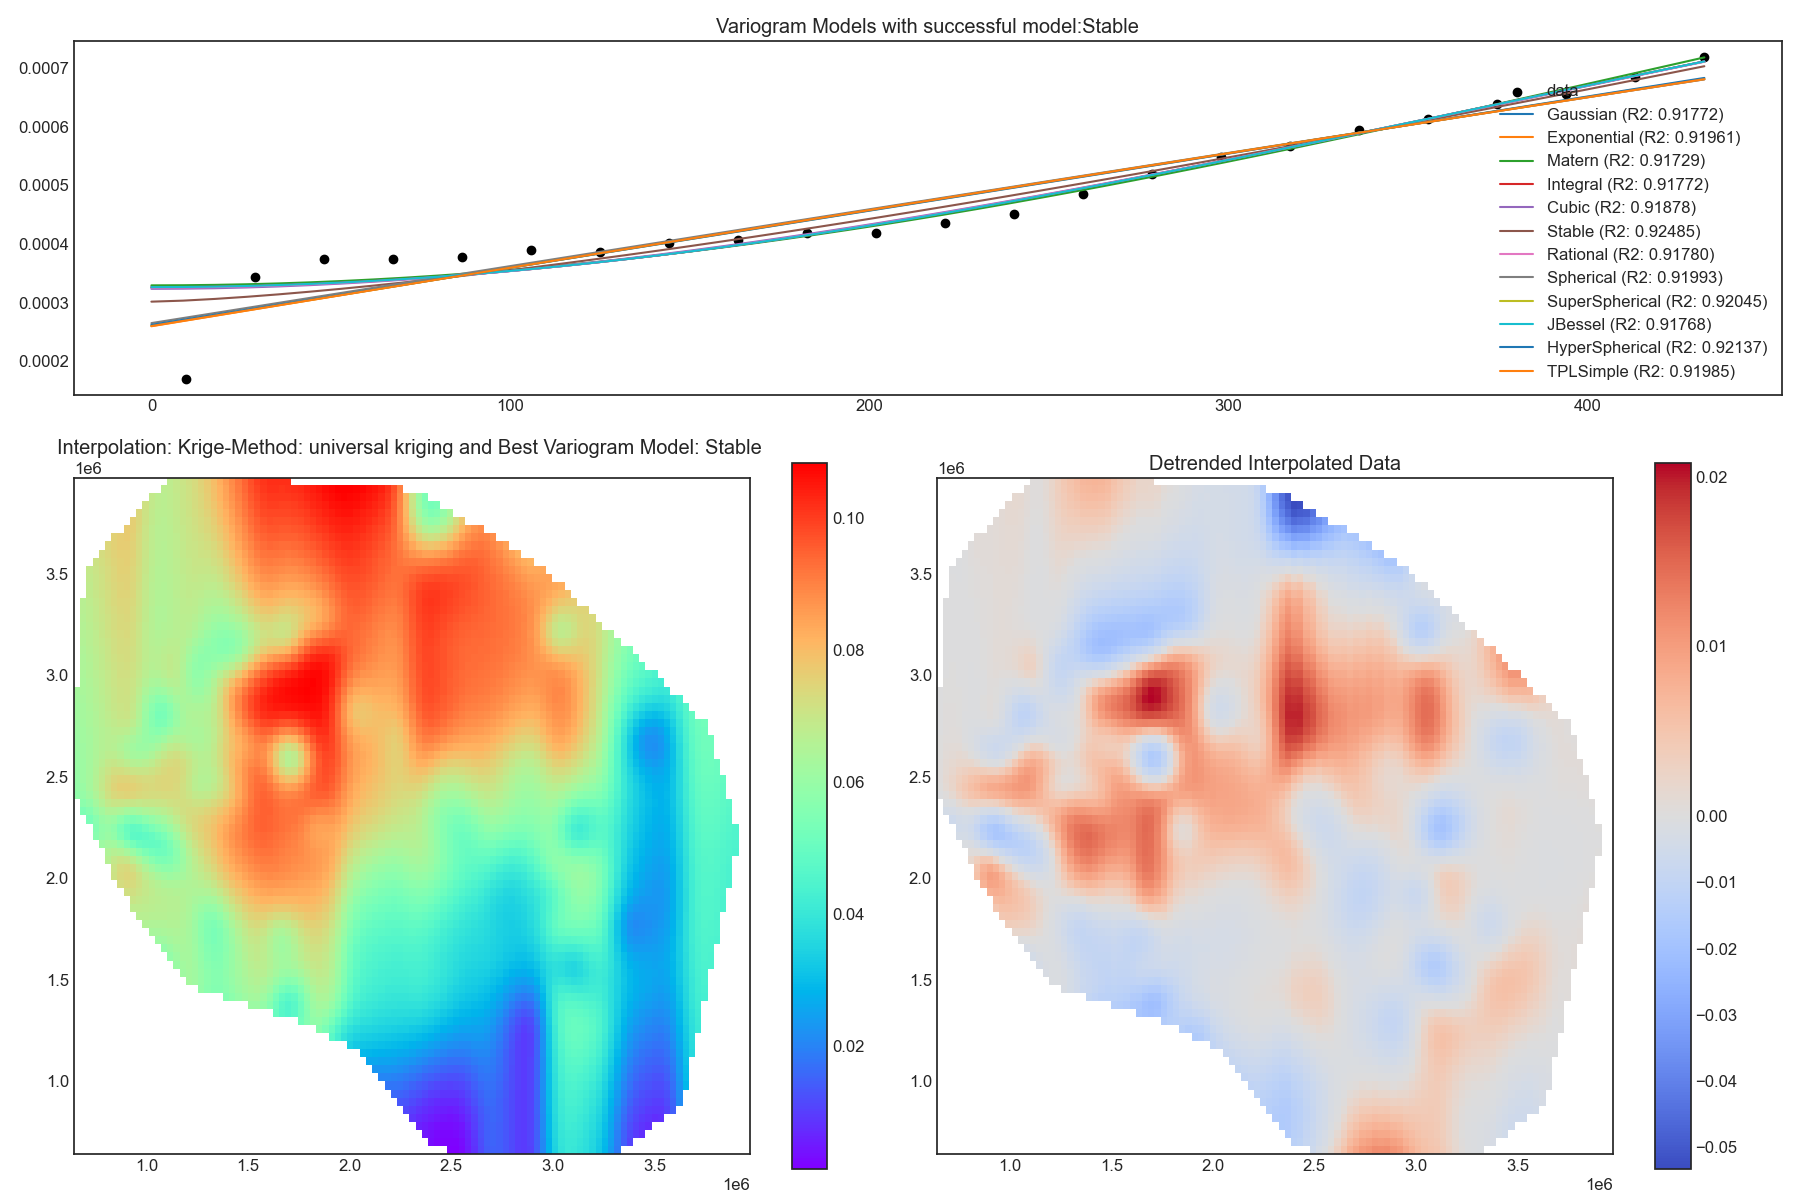 Variogram Models with successful model:Stable
0.0007
0.0006
0.0005
0.0004
0.0003
0.0002
data
Gaussian (R2: 0.91772)
Exponential (R2: 0.91961)
Matern (R2: 0.91729)
Integral (R2: 0.91772)
Cubic (R2: 0.91878)
Stable (R2: 0.92485)
Rational (R2: 0.91780)
Spherical (R2: 0.91993)
SuperSpherical (R2: 0.92045)
JBessel (R2: 0.91768)
HyperSpherical (R2: 0.92137)
TPLSimple (R2: 0.91985)
0 100 200 300 400
Interpolation: Krige-Method: universal kriging and Best Variogram Model: Stable
1e6
3.5
3.0
2.5
2.0
1.5
1.0
1.0 1.5 2.0 2.5 3.0 3.5
1e6
0.10
0.08
0.06
0.04
0.02
Detrended Interpolated Data
1e6
3.5
3.0
2.5
2.0
1.5
1.0
1.0 1.5 2.0 2.5 3.0 3.5
1e6
0.02
0.01
0.00
−0.01
−0.02
−0.03
−0.04
−0.05